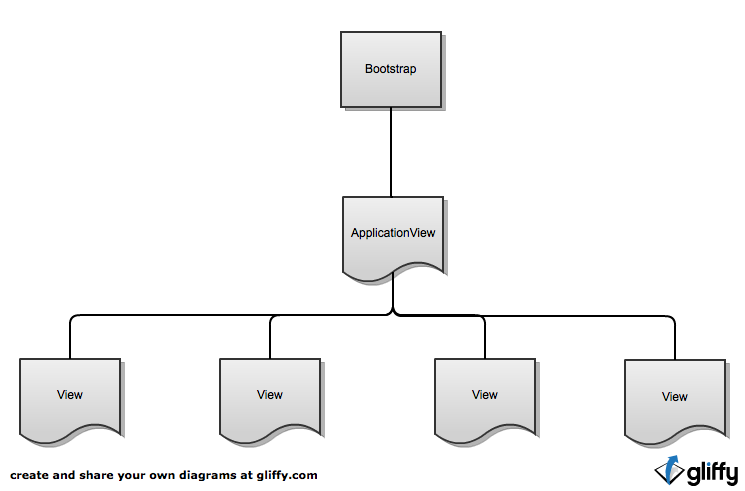 Bootstrap
ApplicationView
View
View
View
View
create and share your own diagrams at gliffy.com
gliffy